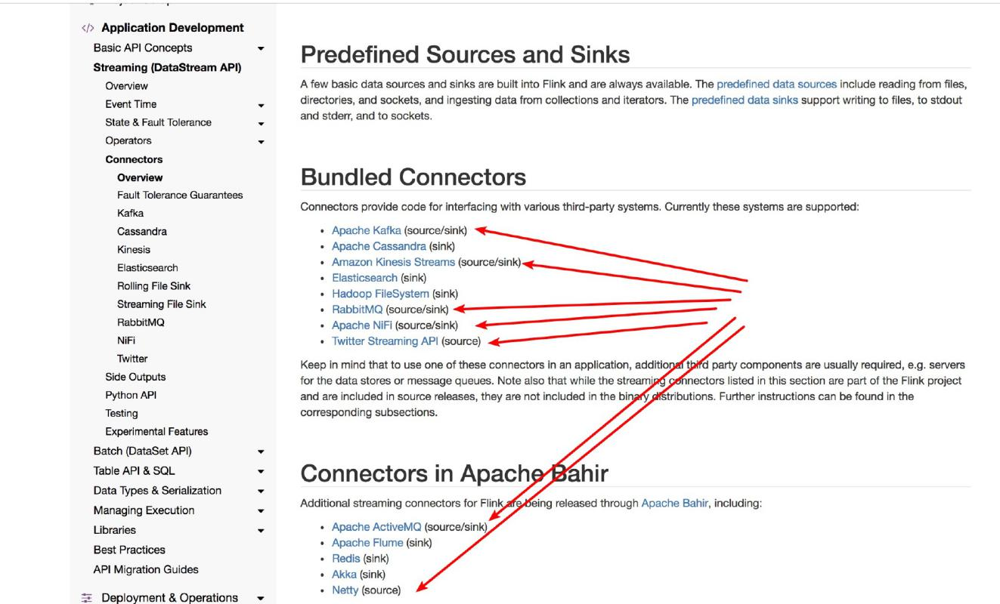 Application Development
Basic API Concepts
Streaming (DataStream API)
Overview
Event Time
State & Fault Tolerance
Operators
Connectors
Overview
Fault Tolerance Guarantees
Kafka
Cassandra
Kinesis
Elasticsearch
Rolling File Sink
Streaming File Sink
RabbitMQ
NiFi
Twitter
Side Outputs
Python API
Testing
Experimental Features
Batch (DataSet API)
Table API & SQL
Data Types & Serialization
Managing Execution
Libraries
Best Practices
API Migration Guides
Deployment & Operations
Predefined Sources and Sinks
A few basic data sources and sinks are built into Flink and are always available. The predefined data sources include reading from files,
directories, and sockets, and ingesting data from collections and iterators. The predefined data sinks support writing to files, to stdout
and stderr, and to sockets.
Bundled Connectors
Connectors provide code for interfacing with various third-party systems. Currently these systems are supported:
• Apache Kafka (source/sink)
• Apache Cassandra (sink)
• Amazon Kinesis Streams (source/sink)
• Elasticsearch (sink)
• Hadoop FileSystem (sink)
• RabbitMQ (source/sink)
• Apache NiFi (source/sink)
• Twitter Streaming API (source)
Keep in mind that to use one of these connectors in an application, additional third party components are usually required, e.g. servers
for the data stores or message queues. Note also that while the streaming connectors listed in this section are part of the Flink project
and are included in source releases, they are not included in the binary distributions. Further instructions can be found in the
corresponding subsections.
Connectors in Apache Bahir
Additional streaming connectors for Flink are being released through Apache Bahir, including:
• Apache ActiveMQ (source/sink)
• Apache Flume (sink)
• Redis (sink)
• Akka (sink)
• Netty (source)